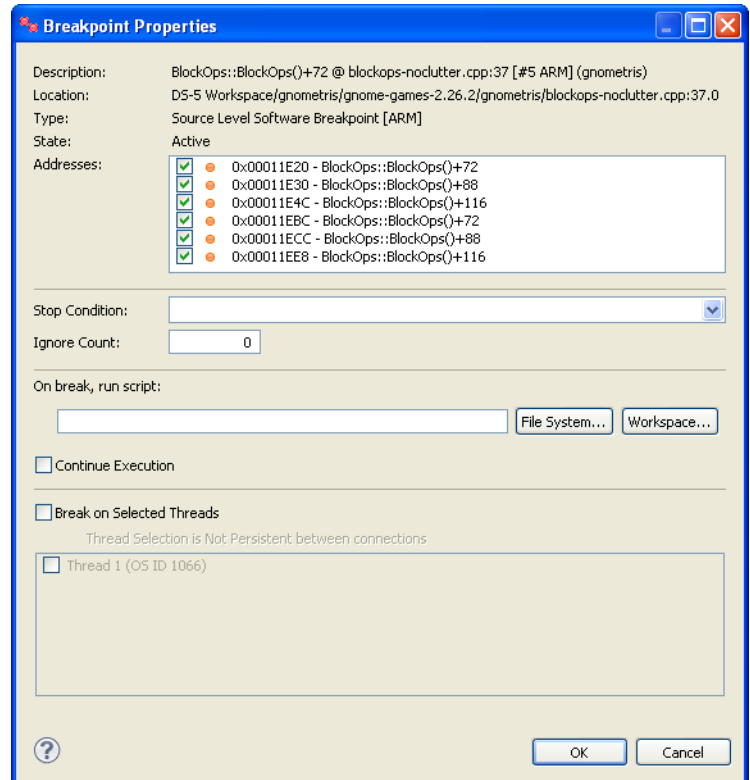 Breakpoint Properties
Description: BlockOps::BlockOps()+72 @ blockops-noclutter.cpp:37 [#5 ARM] (gnometris)
Location: DS-5 Workspace/gnometris/gnome-games-2.26.2/gnometris/blockops-noclutter.cpp:37.0
Type: Source Level Software Breakpoint [ARM]
State: Active
Addresses:
0x00011E20 - BlockOps::BlockOps()+72
0x00011E30 - BlockOps::BlockOps()+88
0x00011E4C - BlockOps::BlockOps()+116
0x00011EBC - BlockOps::BlockOps()+72
0x00011ECC - BlockOps::BlockOps()+88
0x00011EE8 - BlockOps::BlockOps()+116
Stop Condition:
Ignore Count: 0
On break, run script:
File System... Workspace...
Continue Execution
Break on Selected Threads
Thread Selection is Not Persistent between connections
Thread 1 (OS ID 1066)
? OK Cancel